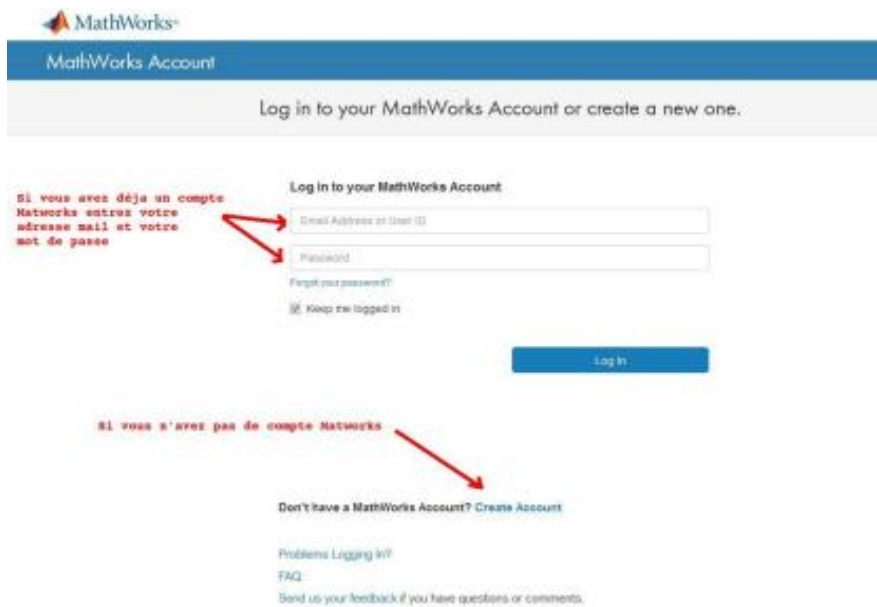 MathWorks®
MathWorks Account
Log in to your MathWorks Account or create a new one.
Log in to your MathWorks Account
Si vous avez déja un compte
Matworks entrez votre
adresse mail et votre
mot de passe
Email Address or User ID
Password
Forgot your password?
Keep me logged in
Log In
Si vous n'avez pas de compte Matworks
Don't have a MathWorks Account? Create Account
Problems Logging In?
FAQ
Send us your feedback if you have questions or comments.